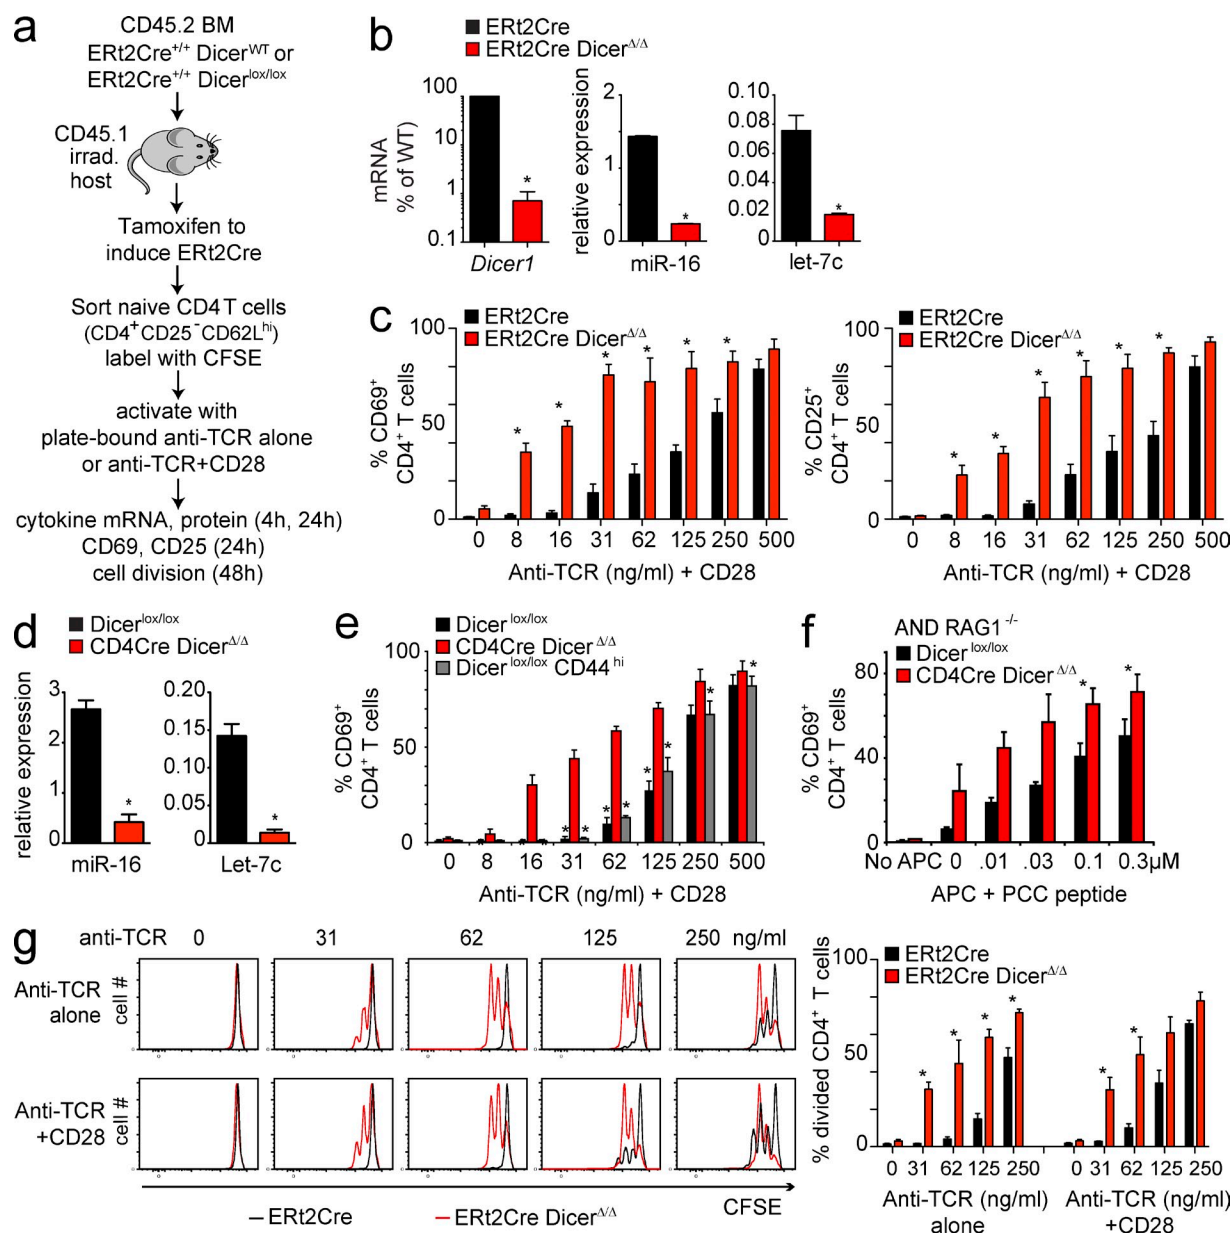 a
CD45.2 BM
ERt2Cre+/+ DicerWT or
ERt2Cre+/+ Dicerlox/lox
CD45.1
irrad.
host
Tamoxifen to
induce ERt2Cre
Sort naive CD4T cells
(CD4+CD25-CD62Lhi)
label with CFSE
activate with
plate-bound anti-TCR alone
or anti-TCR+CD28
cytokine mRNA, protein (4h, 24h)
CD69, CD25 (24h)
cell division (48h)
b
ERt2Cre
ERt2Cre DicerΔ/Δ
mRNA
% of WT)
100
10
1
0.1
*
Dicer1
relative expression
2
1
0
*
miR-16
0.10
0.08
0.06
0.04
0.02
0
*
let-7c
c
ERt2Cre
ERt2Cre DicerΔ/Δ
% CD69+
CD4+ T cells
100
50
0
* * * * * *
0 8 16 31 62 125 250 500
Anti-TCR (ng/ml) + CD28
ERt2Cre
ERt2Cre DicerΔ/Δ
% CD25+
CD4+ T cells
100
50
0
* * * * * *
0 8 16 31 62 125 250 500
Anti-TCR (ng/ml) + CD28
d
Dicerlox/lox
CD4Cre DicerΔ/Δ
relative expression
3
2
1
0
*
miR-16
0.20
0.15
0.10
0.05
0
*
Let-7c
e
Dicerlox/lox
CD4Cre DicerΔ/Δ
Dicerlox/lox CD44hi
% CD69+
CD4+ T cells
100
50
0
* * * * * * * *
0 8 16 31 62 125 250 500
Anti-TCR (ng/ml) + CD28
f
AND RAG1-/-
Dicerlox/lox
CD4Cre DicerΔ/Δ
% CD69+
CD4+ T cells
80
40
0
* *
No APC 0 .01 .03 0.1 0.3µM
APC + PCC peptide
g
anti-TCR 0 31 62 125 250 ng/ml
Anti-TCR
alone
cell #
Anti-TCR
+CD28
cell #
CFSE
ERt2Cre
ERt2Cre DicerΔ/Δ
ERt2Cre
ERt2Cre DicerΔ/Δ
% divided CD4+ T cells
100
50
0
* * * * * *
0 31 62 125 250 0 31 62 125 250
Anti-TCR (ng/ml)
alone
Anti-TCR (ng/ml)
+CD28